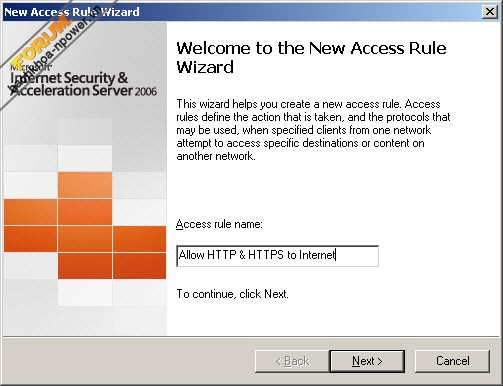 New Access Rule Wizard
FORUM
Microsoft
Internet Security &
Acceleration Server 2006
Welcome to the New Access Rule
Wizard
This wizard helps you create a new access rule. Access
rules define the action that is taken, and the protocols that
may be used, when specified clients from one network
attempt to access specific destinations or content on
another network.
Access rule name:
Allow HTTP & HTTPS to Internet
To continue, click Next.
< Back
Next >
Cancel